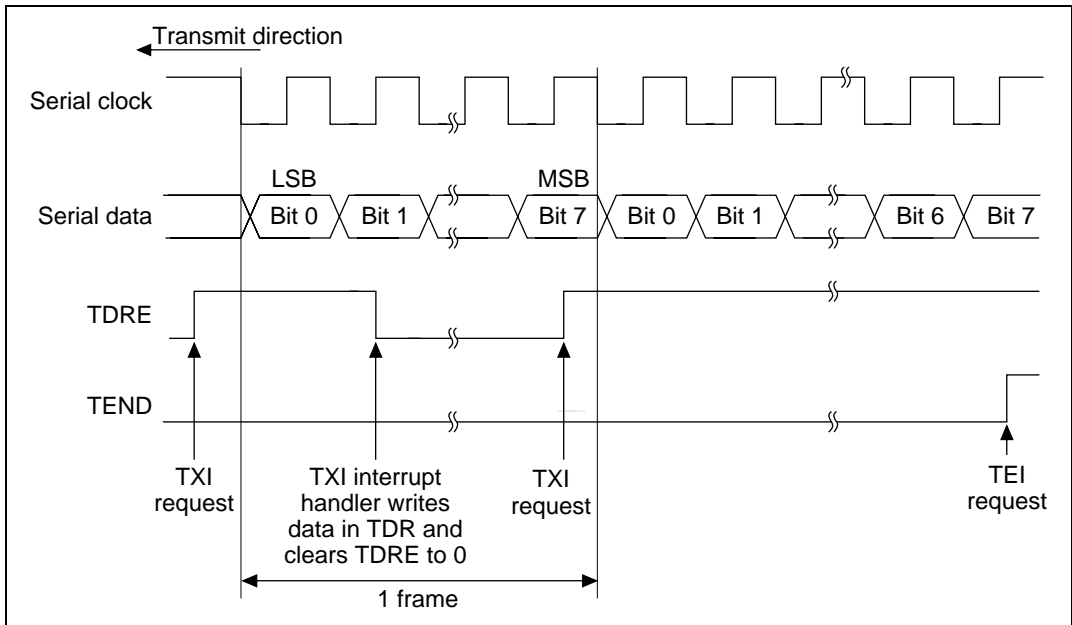 Transmit direction
Serial clock
LSB
MSB
Serial data
Bit 0
Bit 1
Bit 7
Bit 0
Bit 1
Bit 6
Bit 7
TDRE
TEND
TXI
request
TXI interrupt
handler writes
data in TDR and
clears TDRE to 0
TXI
request
TEI
request
1 frame